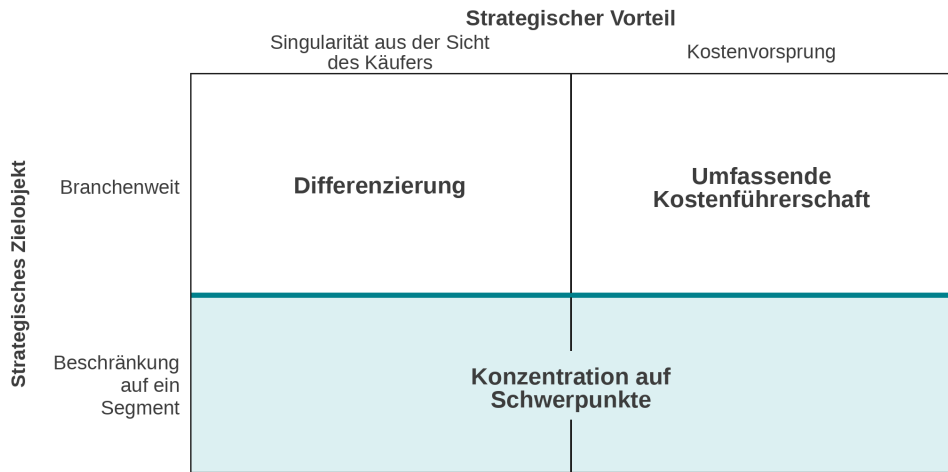 Strategischer Vorteil
Singularität aus der Sicht
des Käufers
Kostenvorsprung
Strategisches Zielobjekt
Branchenweit
Differenzierung
Umfassende
Kostenführerschaft
Beschränkung
auf ein
Segment
Konzentration auf
Schwerpunkte